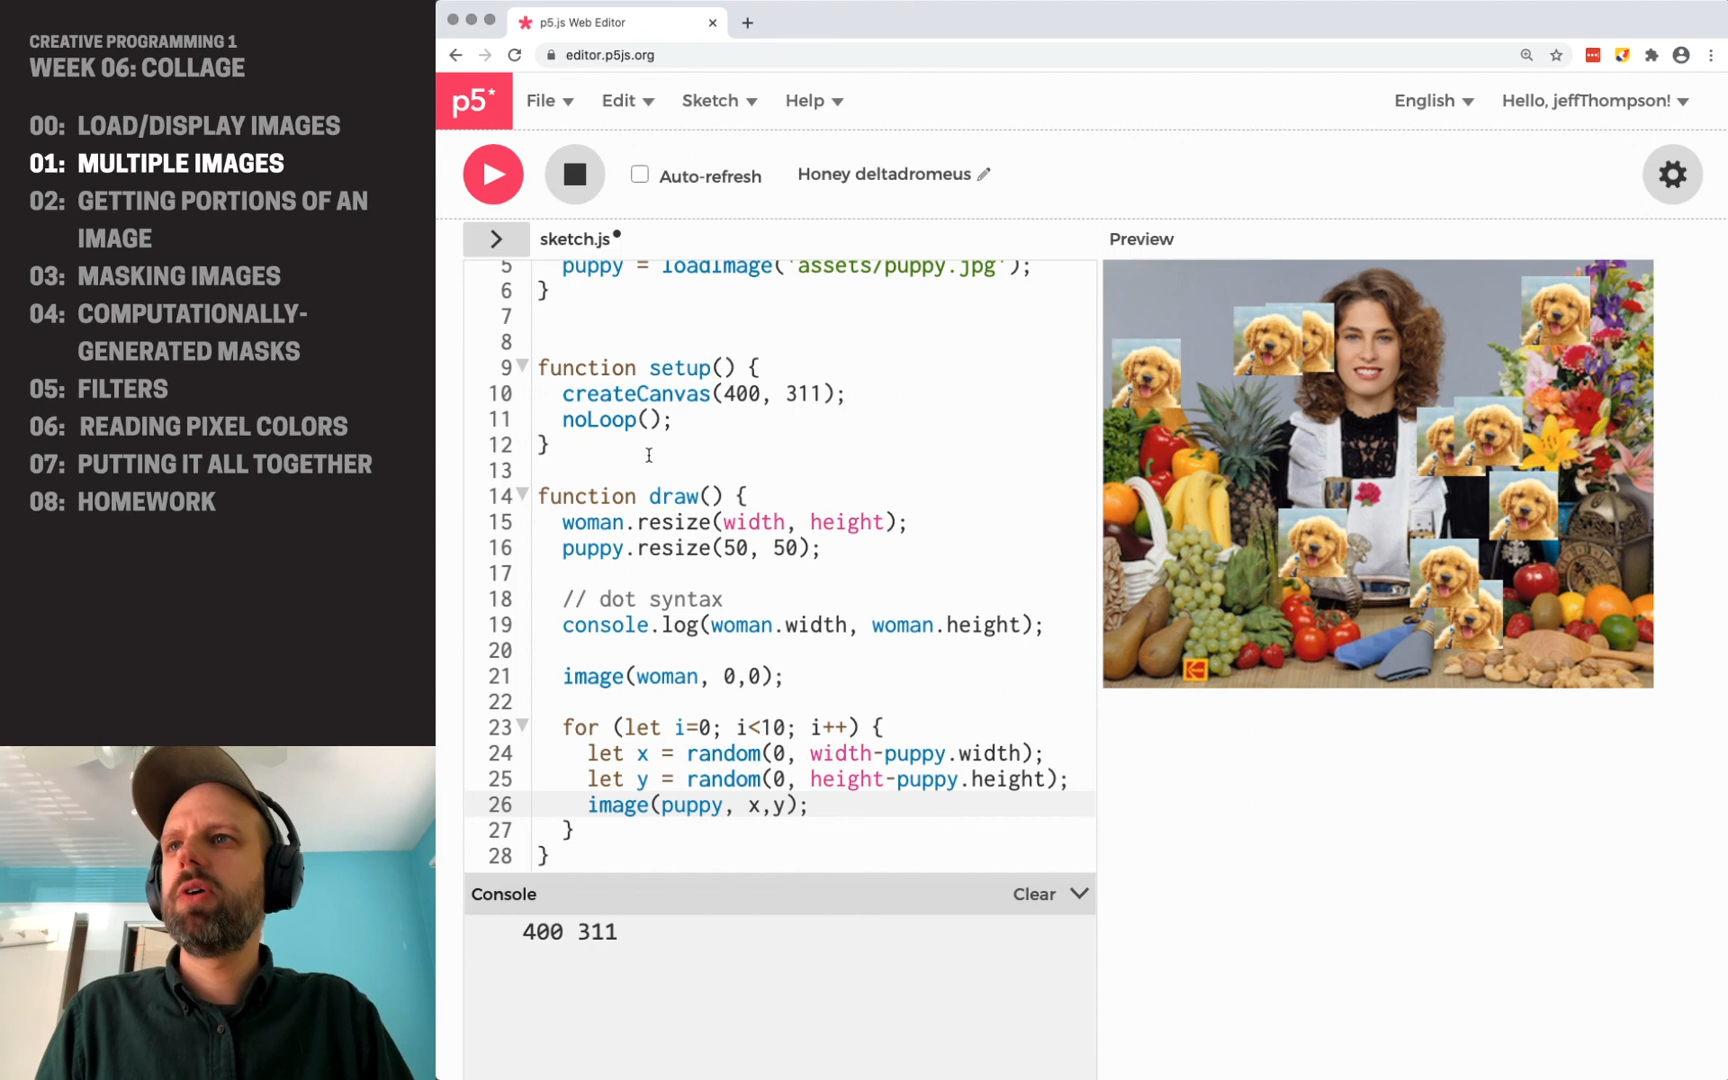 CREATIVE PROGRAMMING 1
WEEK 06: COLLAGE
00: LOAD/DISPLAY IMAGES
01: MULTIPLE IMAGES
02: GETTING PORTIONS OF AN
IMAGE
03: MASKING IMAGES
04: COMPUTATIONALLY-
GENERATED MASKS
05: FILTERS
06: READING PIXEL COLORS
07: PUTTING IT ALL TOGETHER
08: HOMEWORK
p5.js Web Editor
editor.p5js.org
p5* File Edit Sketch Help English Hello, jeffThompson!
Auto-refresh Honey deltadromeus
sketch.js Preview
5 puppy = loadImage('assets/puppy.jpg');
6 }
7
8
9 function setup() {
10 createCanvas(400, 311);
11 noLoop();
12 }
13
14 function draw() {
15 woman.resize(width, height);
16 puppy.resize(50, 50);
17
18 // dot syntax
19 console.log(woman.width, woman.height);
20
21 image(woman, 0,0);
22
23 for (let i=0; i<10; i++) {
24 let x = random(0, width-puppy.width);
25 let y = random(0, height-puppy.height);
26 image(puppy, x,y);
27 }
28 }
Console Clear
400 311